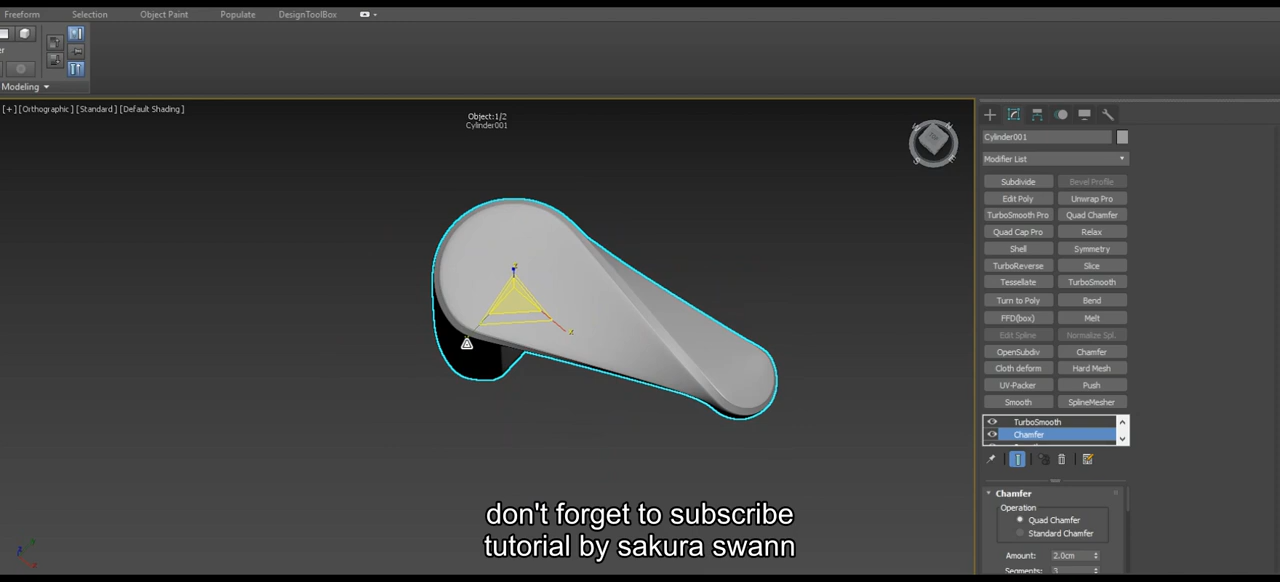 Freeform Selection Object Paint Populate DesignToolBox
Modeling
[+] [Orthographic] [Standard] [Default Shading]
Object:1/2
Cylinder001
Cylinder001
Modifier List
Subdivide Bevel Profile
Edit Poly Unwrap Pro
TurboSmooth Pro Quad Chamfer
Quad Cap Pro Relax
Shell Symmetry
TurboReverse Slice
Tessellate TurboSmooth
Turn to Poly Bend
FFD(box) Melt
Edit Spline Normalize Spl.
OpenSubdiv Chamfer
Cloth deform Hard Mesh
UV-Packer Push
Smooth SplineMesher
TurboSmooth
Chamfer
Chamfer
Operation
Quad Chamfer
Standard Chamfer
Amount: 2.0cm
Segments: 3
don't forget to subscribe
tutorial by sakura swann